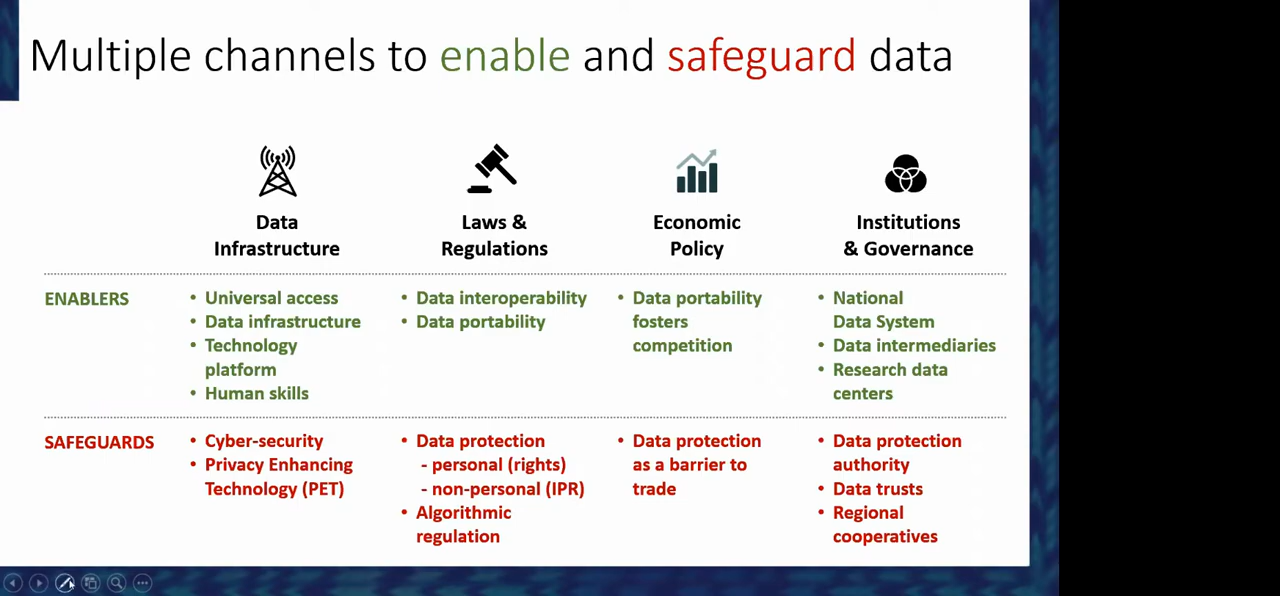 Multiple channels to enable and safeguard data
Data
Infrastructure
Laws &
Regulations
Economic
Policy
Institutions
& Governance
ENABLERS
• Universal access
• Data infrastructure
• Technology
platform
• Human skills
• Data interoperability
• Data portability
• Data portability
fosters
competition
• National
Data System
• Data intermediaries
• Research data
centers
SAFEGUARDS
• Cyber-security
• Privacy Enhancing
Technology (PET)
• Data protection
- personal (rights)
- non-personal (IPR)
• Algorithmic
regulation
• Data protection
as a barrier to
trade
• Data protection
authority
• Data trusts
• Regional
cooperatives